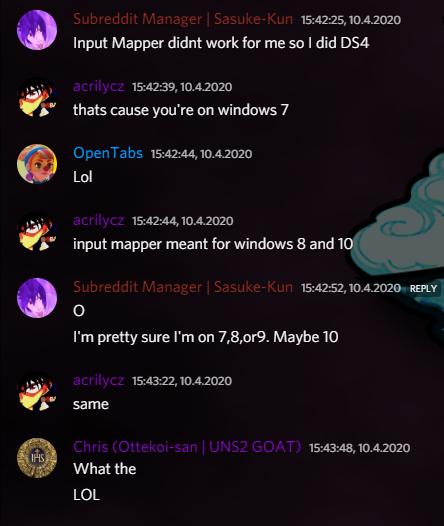 Subreddit Manager | Sasuke-Kun 15:42:25, 10.4.2020
Input Mapper didnt work for me so I did DS4
acrilycz 15:42:39, 10.4.2020
thats cause you're on windows 7
OpenTabs 15:42:44, 10.4.2020
Lol
acrilycz 15:42:44, 10.4.2020
input mapper meant for windows 8 and 10
Subreddit Manager | Sasuke-Kun 15:42:52, 10.4.2020 REPLY
O
I'm pretty sure I'm on 7,8,or9. Maybe 10
acrilycz 15:43:22, 10.4.2020
same
Chris (Ottekoi-san | UNS2 GOAT) 15:43:48, 10.4.2020
IHS
What the
LOL